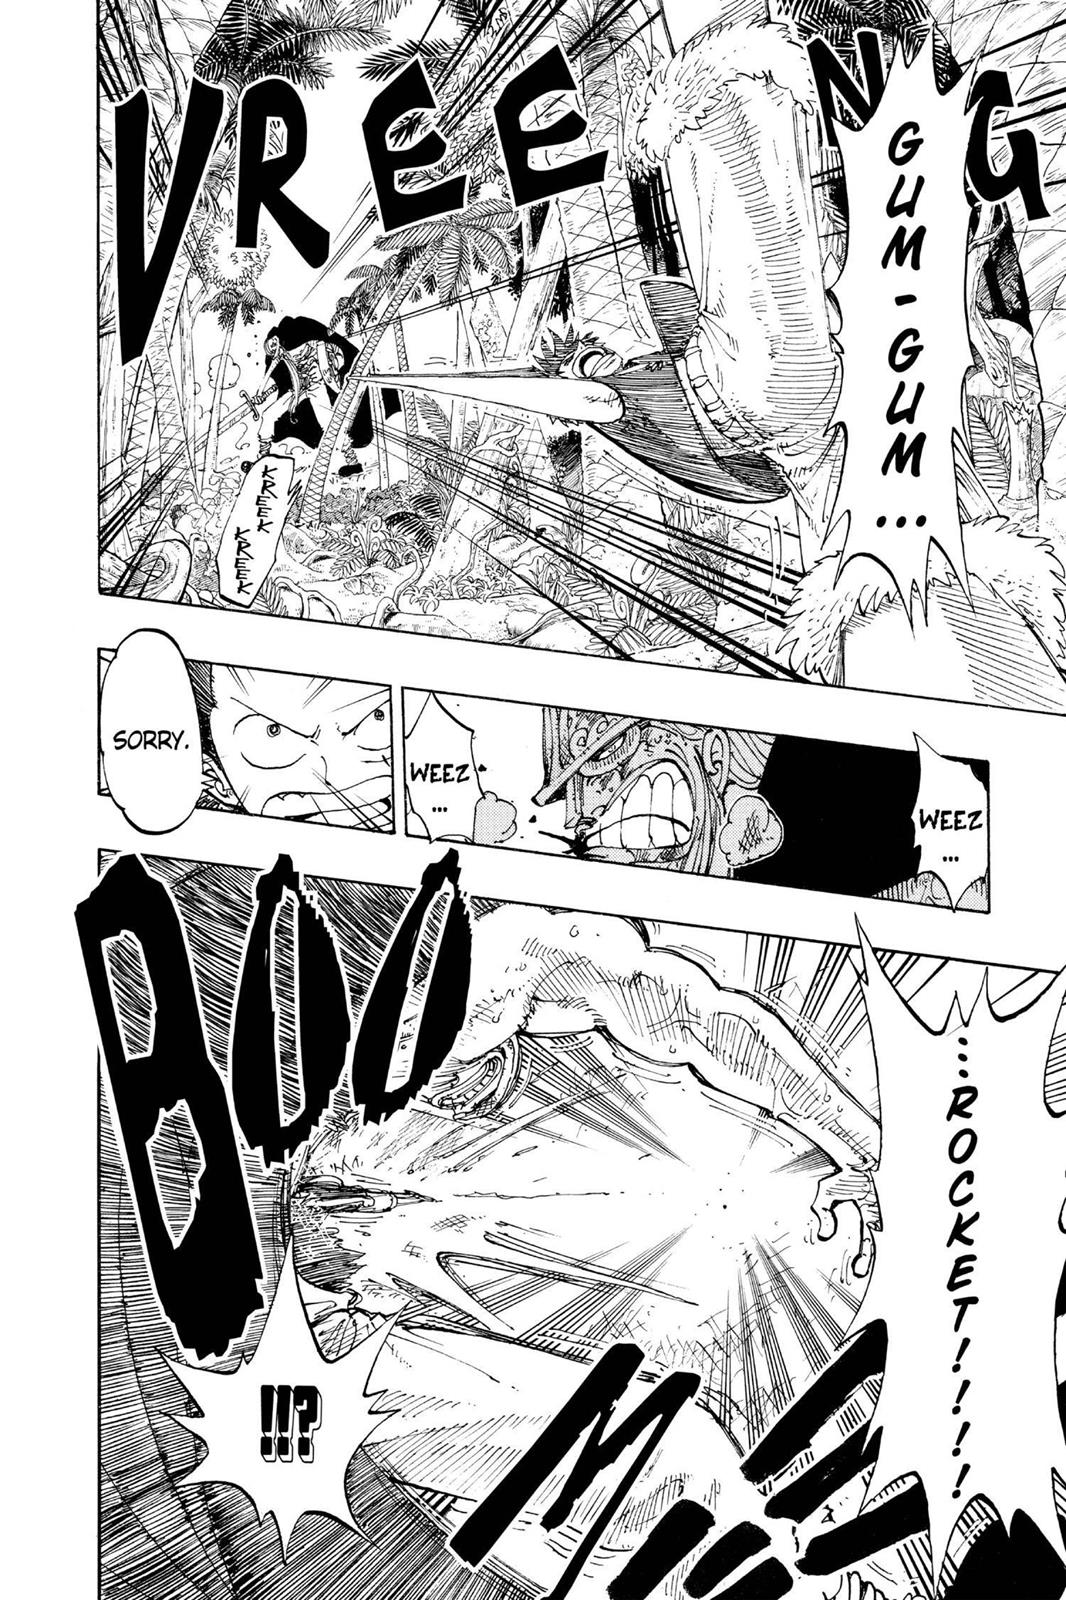 VREENG
GUM-GUM...
KREEK
KREEK
WEEZ
...
WEEZ
...
SORRY.
...ROCKET!!!!
BOOM!!!
!!?